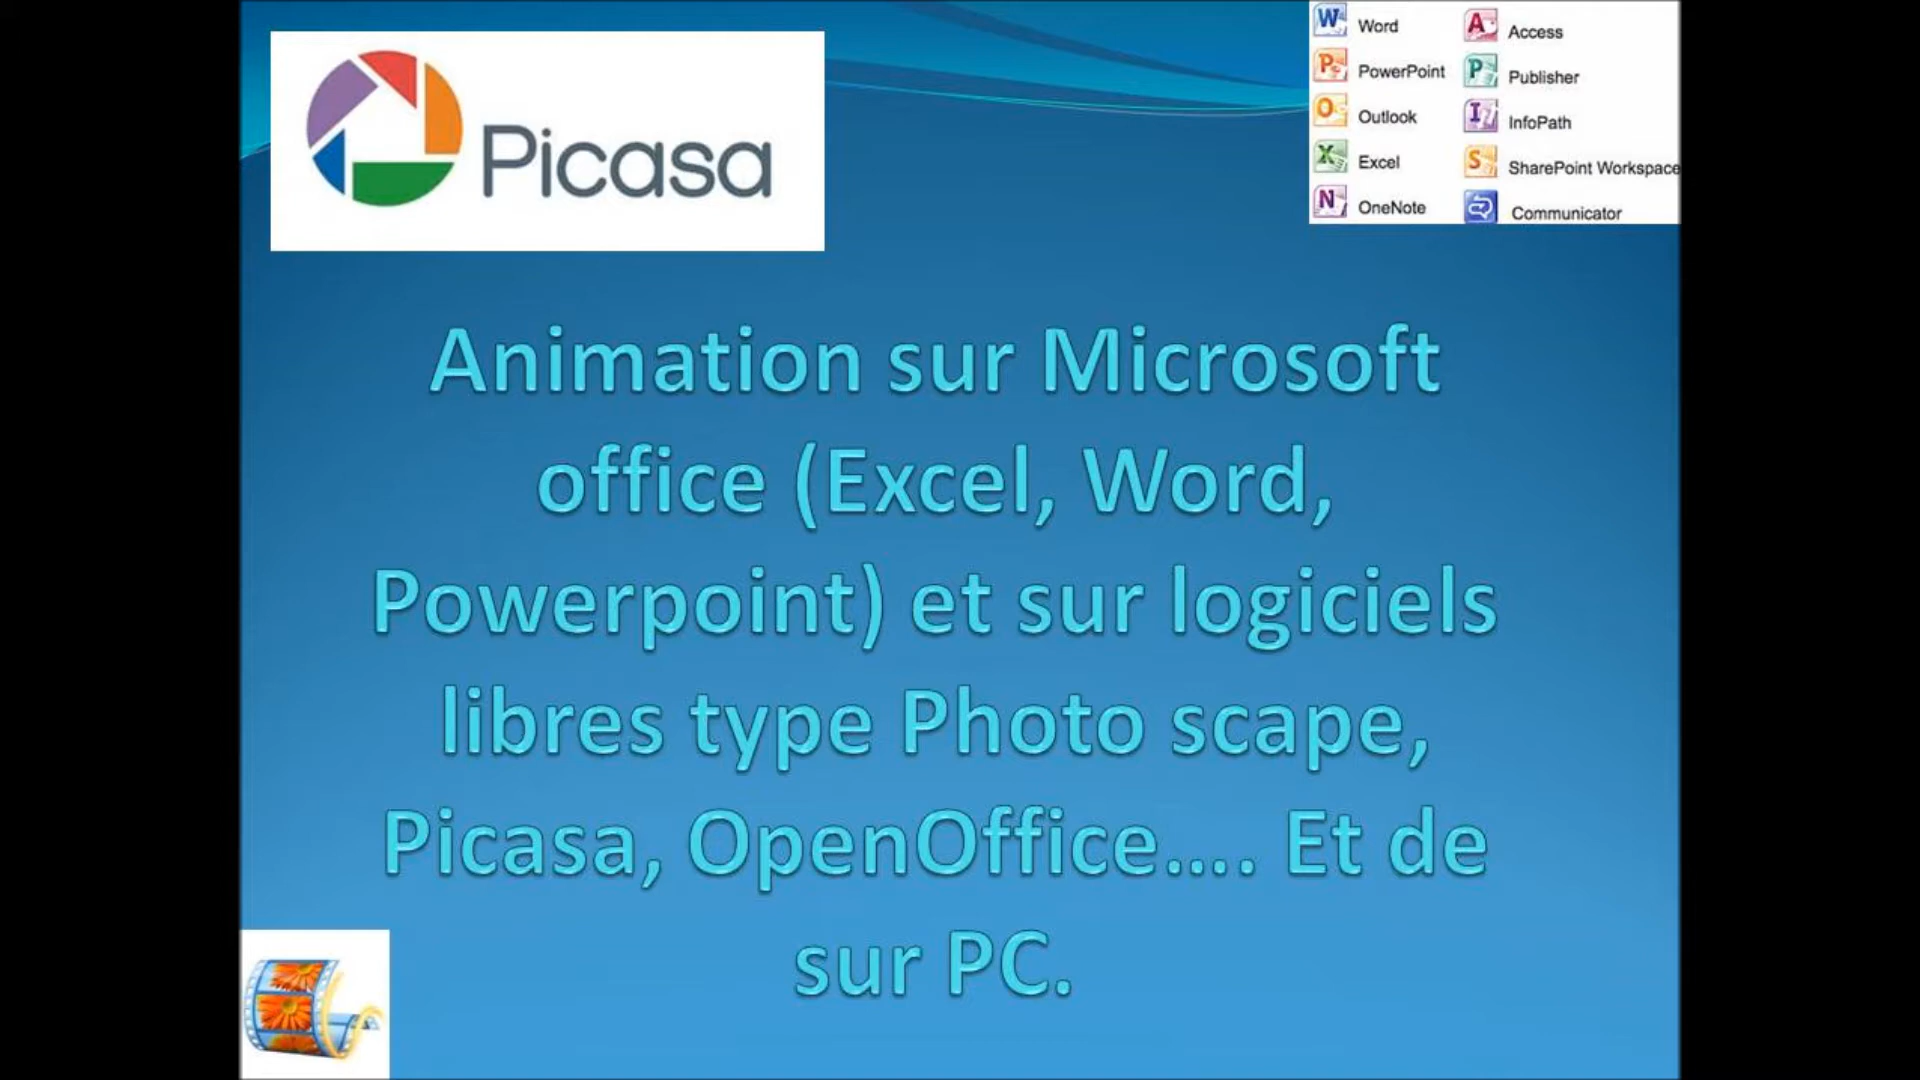 Picasa
Word
PowerPoint
Outlook
Excel
OneNote
Access
Publisher
InfoPath
SharePoint Workspace
Communicator
Animation sur Microsoft
office (Excel, Word,
Powerpoint) et sur logiciels
libres type Photo scape,
Picasa, OpenOffice.... Et de
sur PC.